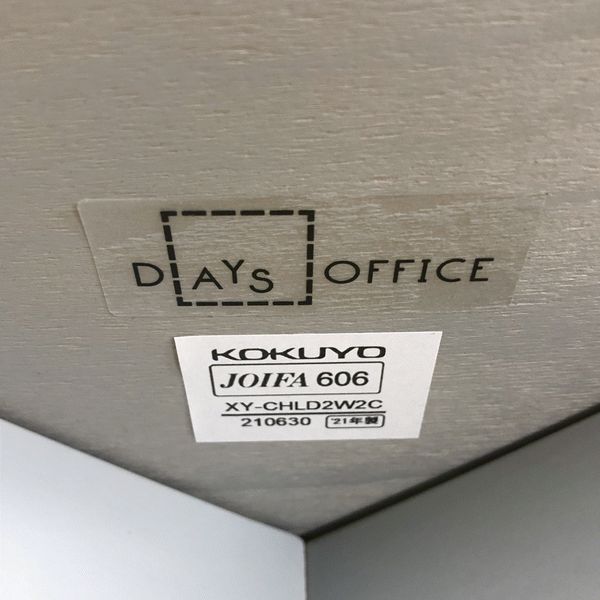 DAYS OFFICE
KOKUYO
JOIFA 606
XY-CHLD2W2C
210630 '21年製